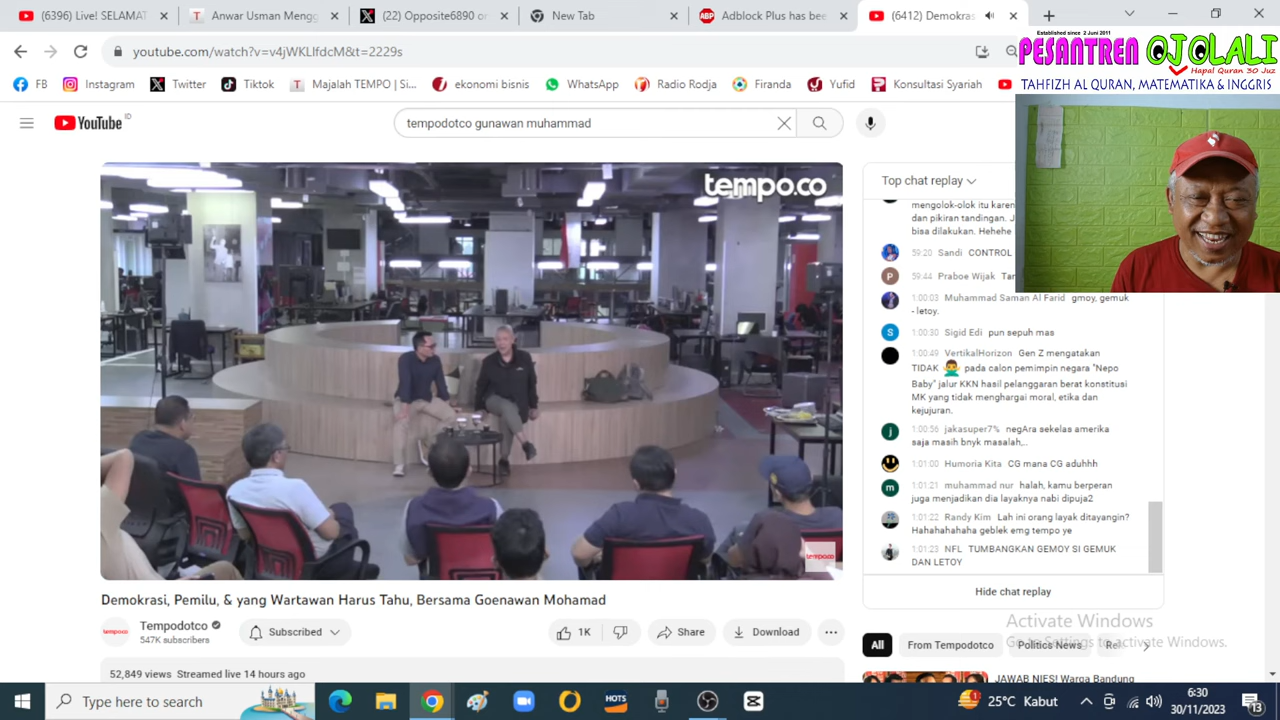 (6396) Live! SELAMAT
Anwar Usman Mengg
(22) Opposite6890 or
New Tab
Adblock Plus has bee
(6412) Demokras
youtube.com/watch?v=v4jWKLIfdcM&t=2229s
Established since 2 Juni 2011
PESANTREN OJOLALI
Hapal Quran 30 Juz
TAHFIZH AL QURAN, MATEMATIKA & INGGRIS
FB
Instagram
Twitter
Tiktok
Majalah TEMPO | Si...
ekonomi bisnis
WhatsApp
Radio Rodja
Firanda
Yufid
Konsultasi Syariah
YouTube ID
tempodotco gunawan muhammad
tempo.co
Top chat replay
mengolok-olok itu karen
dan pikiran tandingan. J
bisa dilakukan. Hehehe
59:20 Sandi CONTROL
59:44 Praboe Wijak Tar
1:00:03 Muhammad Saman Al Farid gmoy, gemuk
- letoy.
1:00:30 Sigid Edi pun sepuh mas
1:00:49 VertikalHorizon Gen Z mengatakan
TIDAK pada calon pemimpin negara "Nepo
Baby" jalur KKN hasil pelanggaran berat konstitusi
MK yang tidak menghargai moral, etika dan
kejujuran.
1:00:56 jakasuper7% negAra sekelas amerika
saja masih bnyk masalah,..
1:01:00 Humoria Kita CG mana CG aduhhh
1:01:21 muhammad nur halah, kamu berperan
juga menjadikan dia layaknya nabi dipuja2
1:01:22 Randy Kim Lah ini orang layak ditayangin?
Hahahahahaha geblek emg tempo ye
1:01:23 NFL TUMBANGKAN GEMOY SI GEMUK
DAN LETOY
Hide chat replay
tempo.co
Demokrasi, Pemilu, & yang Wartawan Harus Tahu, Bersama Goenawan Mohamad
Tempodotco
547K subscribers
Subscribed
1K
Share
Download
52,849 views Streamed live 14 hours ago
Activate Windows
Go to Settings to activate Windows.
All
From Tempodotco
Politics News
Re
JAWAB NIES! Warga Bandung
Type here to search
HOTS
25°C Kabut
6:30
30/11/2023
13